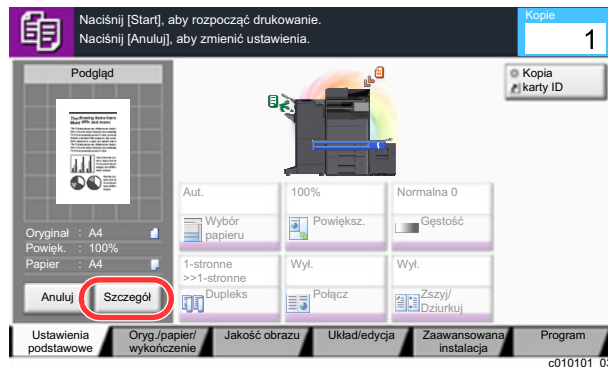 Naciśnij [Start], aby rozpocząć drukowanie.
Naciśnij [Anuluj], aby zmienić ustawienia.
Kopie
1
Podgląd
Kopia
karty ID
Oryginał : A4
Powięk. : 100%
Papier : A4
Anuluj
Szczegół
Aut.
Wybór
papieru
100%
Powiększ.
Normalna 0
Gęstość
1-stronne
>>1-stronne
Dupleks
Wył.
Połącz
Wył.
Zszyj/
Dziurkuj
Ustawienia
podstawowe
Oryg./papier/
wykończenie
Jakość obrazu
Układ/edycja
Zaawansowana
instalacja
Program